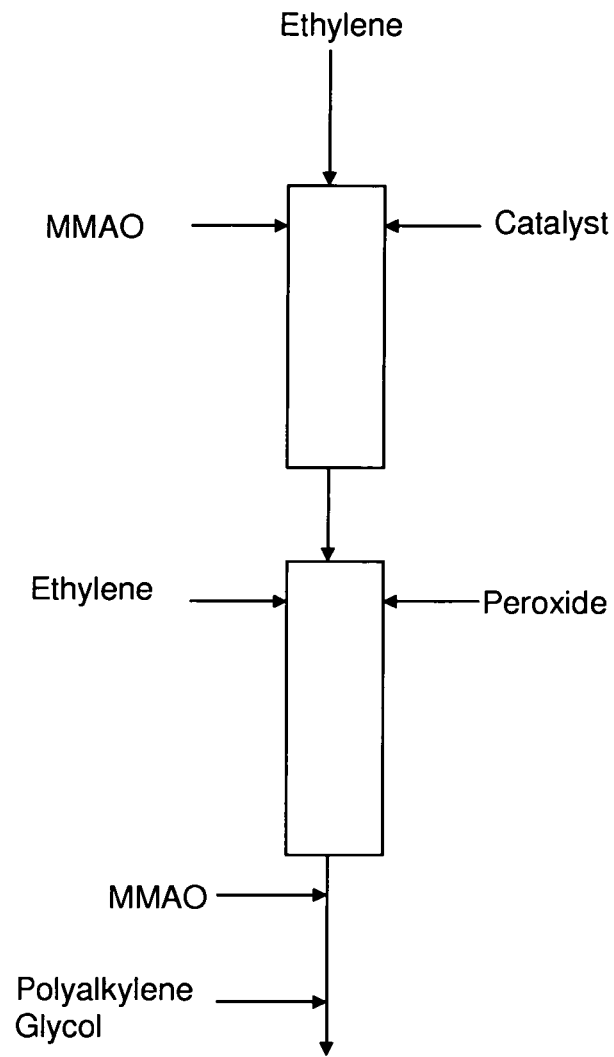 Ethylene
MMAO
Catalyst
Ethylene
Peroxide
MMAO
Polyalkylene
Glycol